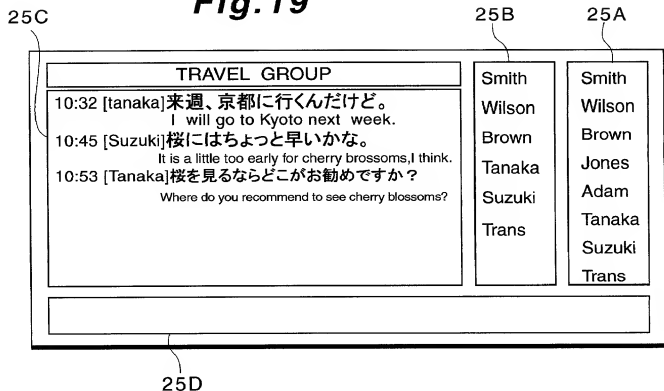 Fig. 19
25C
25B
25A
TRAVEL GROUP
10:32 [tanaka]来週、京都に行くんだけど。
I will go to Kyoto next week.
10:45 [Suzuki]桜にはちょっと早いかな。
It is a little too early for cherry brossoms,I think.
10:53 [Tanaka]桜を見るならどこがお勧めですか？
Where do you recommend to see cherry blossoms?
Smith
Wilson
Brown
Tanaka
Suzuki
Trans
Smith
Wilson
Brown
Jones
Adam
Tanaka
Suzuki
Trans
25D